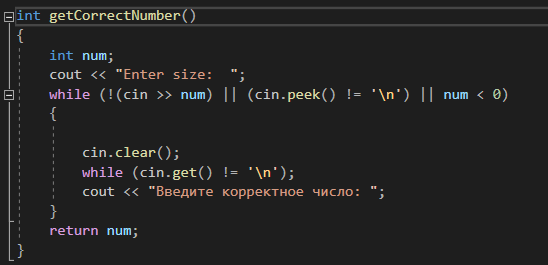 int getCorrectNumber()
{
int num;
cout << "Enter size:  ";
while (!(cin >> num) || (cin.peek() != '\n') || num < 0)
{
cin.clear();
while (cin.get() != '\n');
cout << "Введите корректное число: ";
}
return num;
}